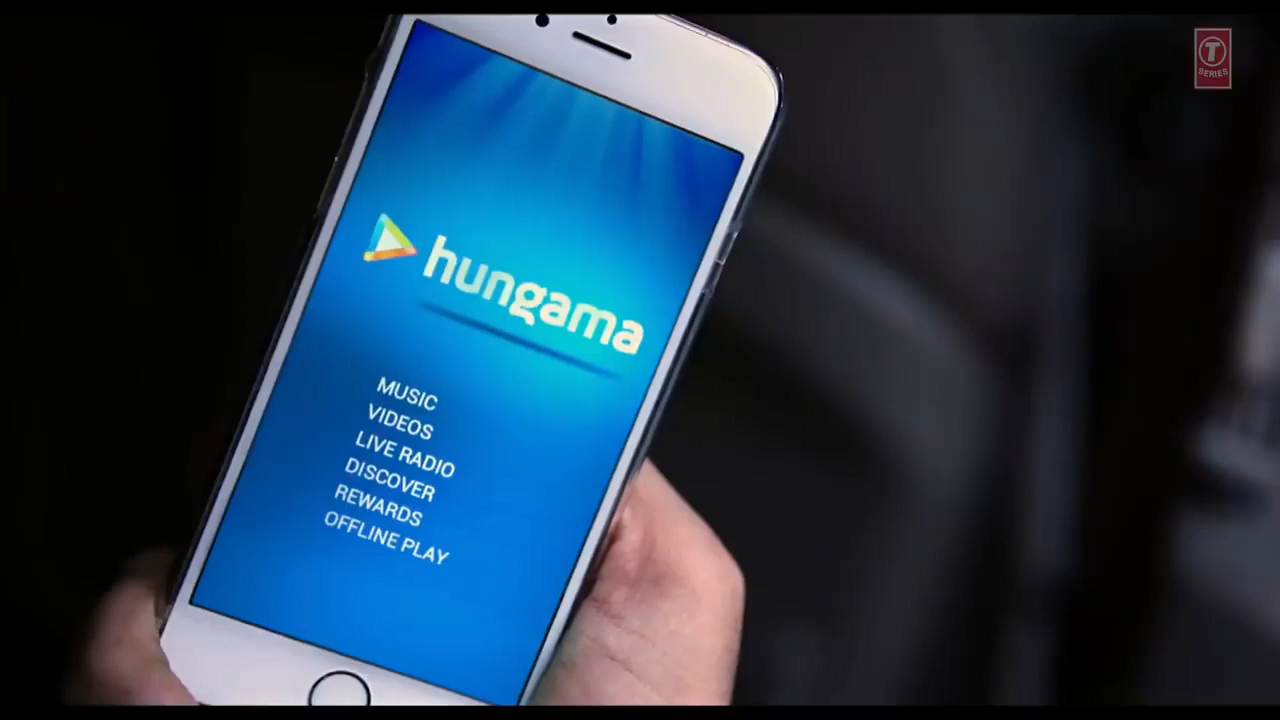 T
SERIES
hungama
MUSIC
VIDEOS
LIVE RADIO
DISCOVER
REWARDS
OFFLINE PLAY